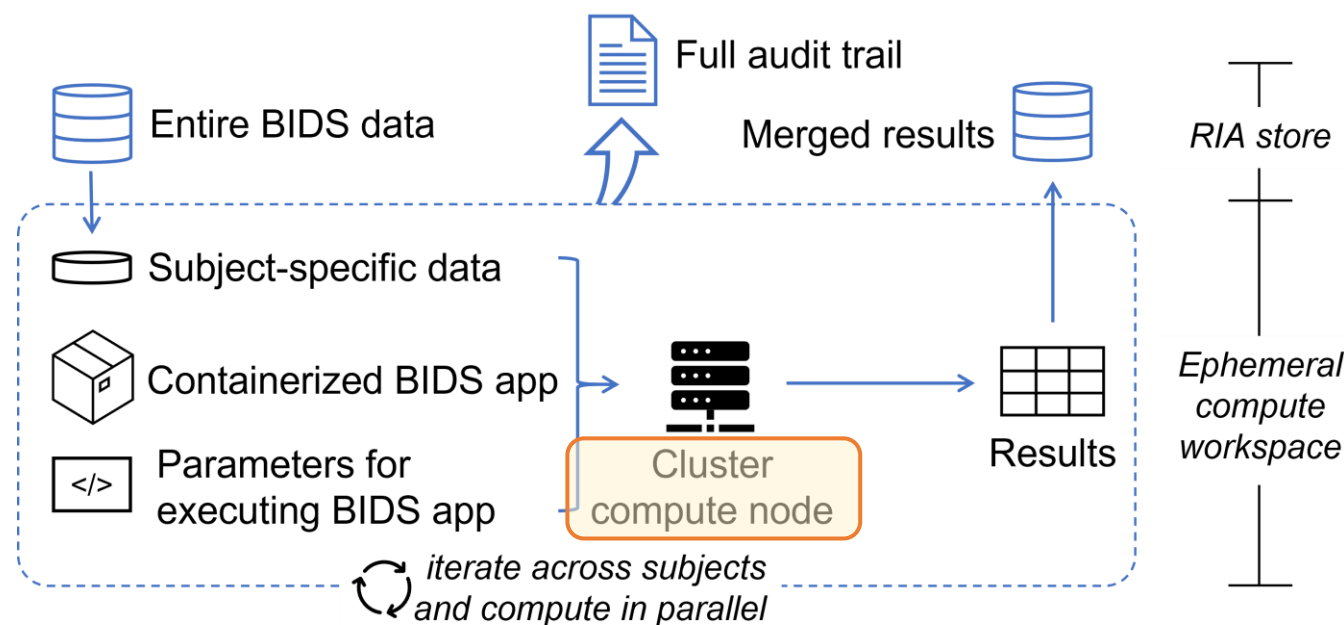 Full audit trail
Entire BIDS data
Merged results
RIA store
Subject-specific data
Containerized BIDS app
</>
Parameters for
executing BIDS app
Cluster
compute node
Results
Ephemeral
compute
workspace
iterate across subjects
and compute in parallel